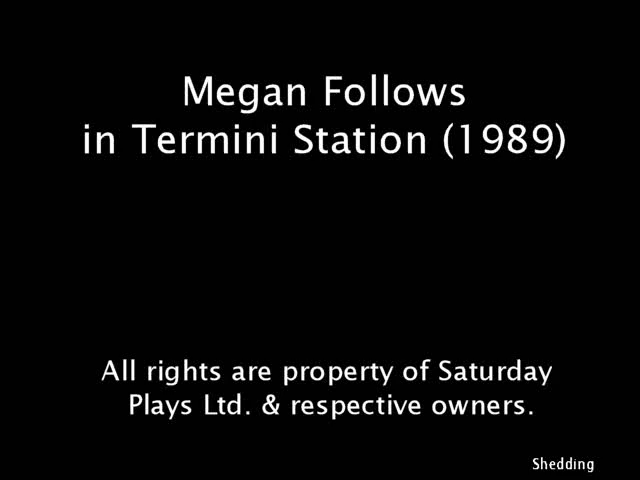 Megan Follows
in Termini Station (1989)
All rights are property of Saturday
Plays Ltd. & respective owners.
Shedding